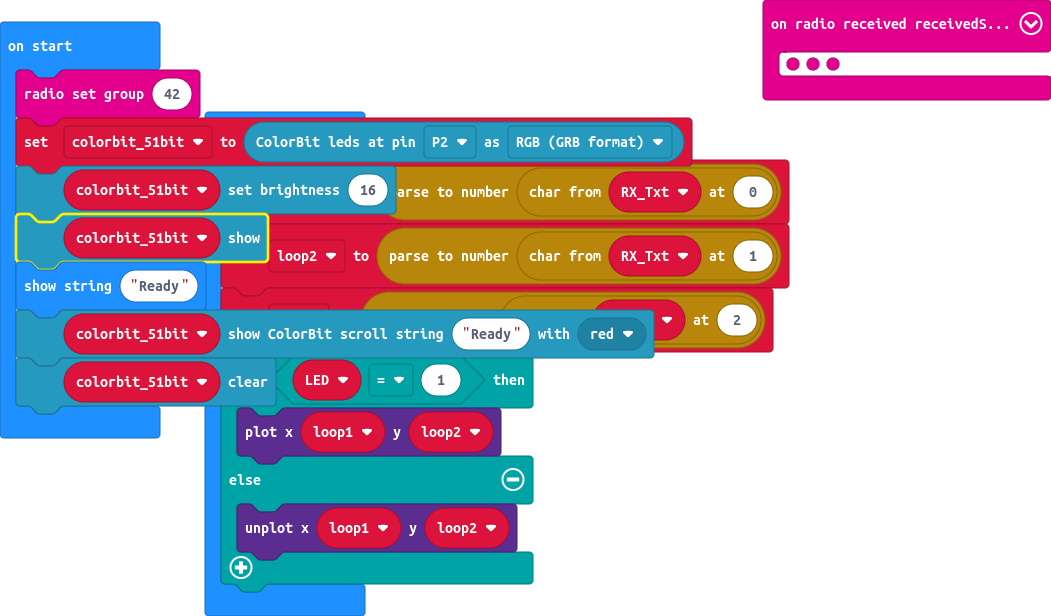 on start
on radio received receivedS...
radio set group 42
set colorbit_51bit to ColorBit leds at pin P2 as RGB (GRB format)
colorbit_51bit set brightness 16
parse to number char from RX_Txt at 0
colorbit_51bit show
loop2 to parse to number char from RX_Txt at 1
show string "Ready"
at 2
colorbit_51bit show ColorBit scroll string "Ready" with red
colorbit_51bit clear
LED = 1 then
plot x loop1 y loop2
else
unplot x loop1 y loop2